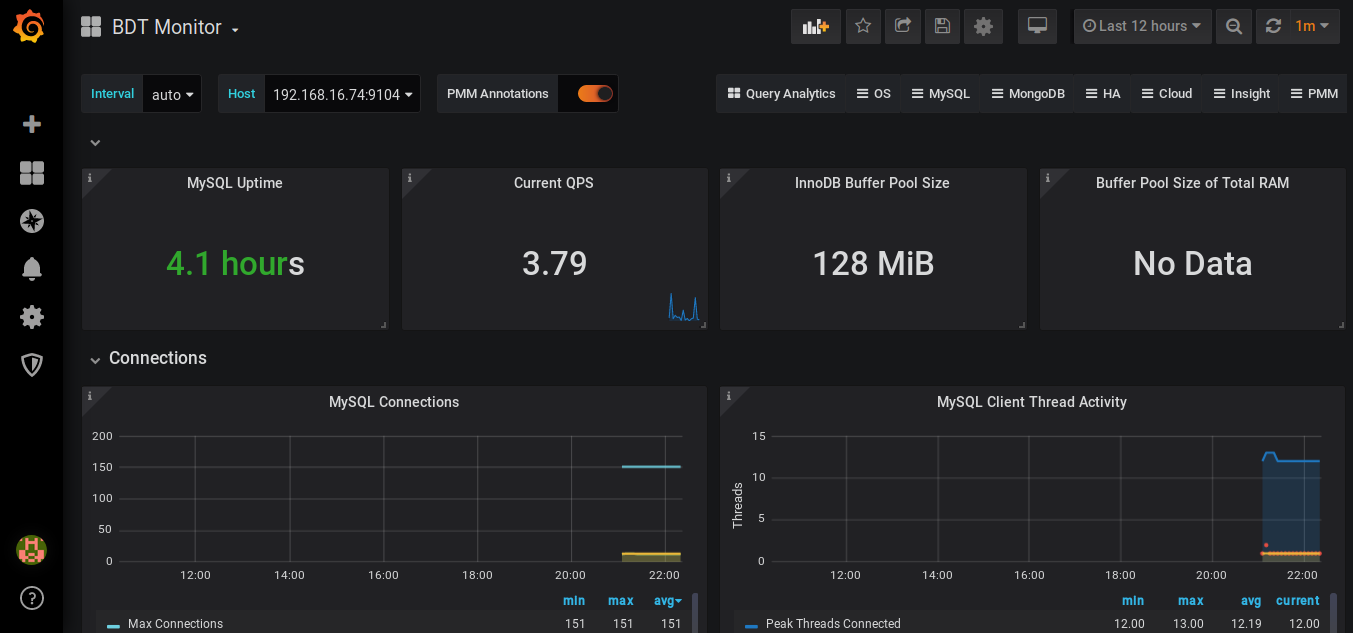 BDT Monitor
Last 12 hours
1m
Interval auto Host 192.168.16.74:9104 PMM Annotations
Query Analytics OS MySQL MongoDB HA Cloud Insight PMM
MySQL Uptime
4.1 hours
Current QPS
3.79
InnoDB Buffer Pool Size
128 MiB
Buffer Pool Size of Total RAM
No Data
Connections
MySQL Connections
200
150
100
50
0
12:00 14:00 16:00 18:00 20:00 22:00
min max avg
Max Connections 151 151 151
MySQL Client Thread Activity
Threads
15
10
5
0
12:00 14:00 16:00 18:00 20:00 22:00
min max avg current
Peak Threads Connected 12.00 13.00 12.19 12.00